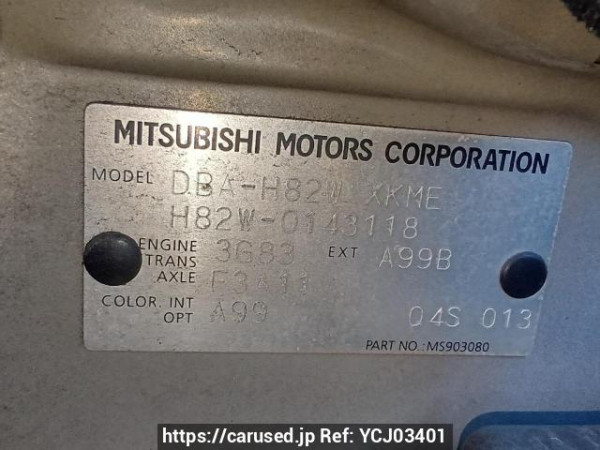 MITSUBISHI MOTORS CORPORATION
MODEL DBA-H82W XKME
H82W-0143118
ENGINE 3G83 EXT A99B
TRANS
AXLE
COLOR. INT A99
OPT 04S 013
PART NO.:MS903080
https://carused.jp Ref: YCJ03401